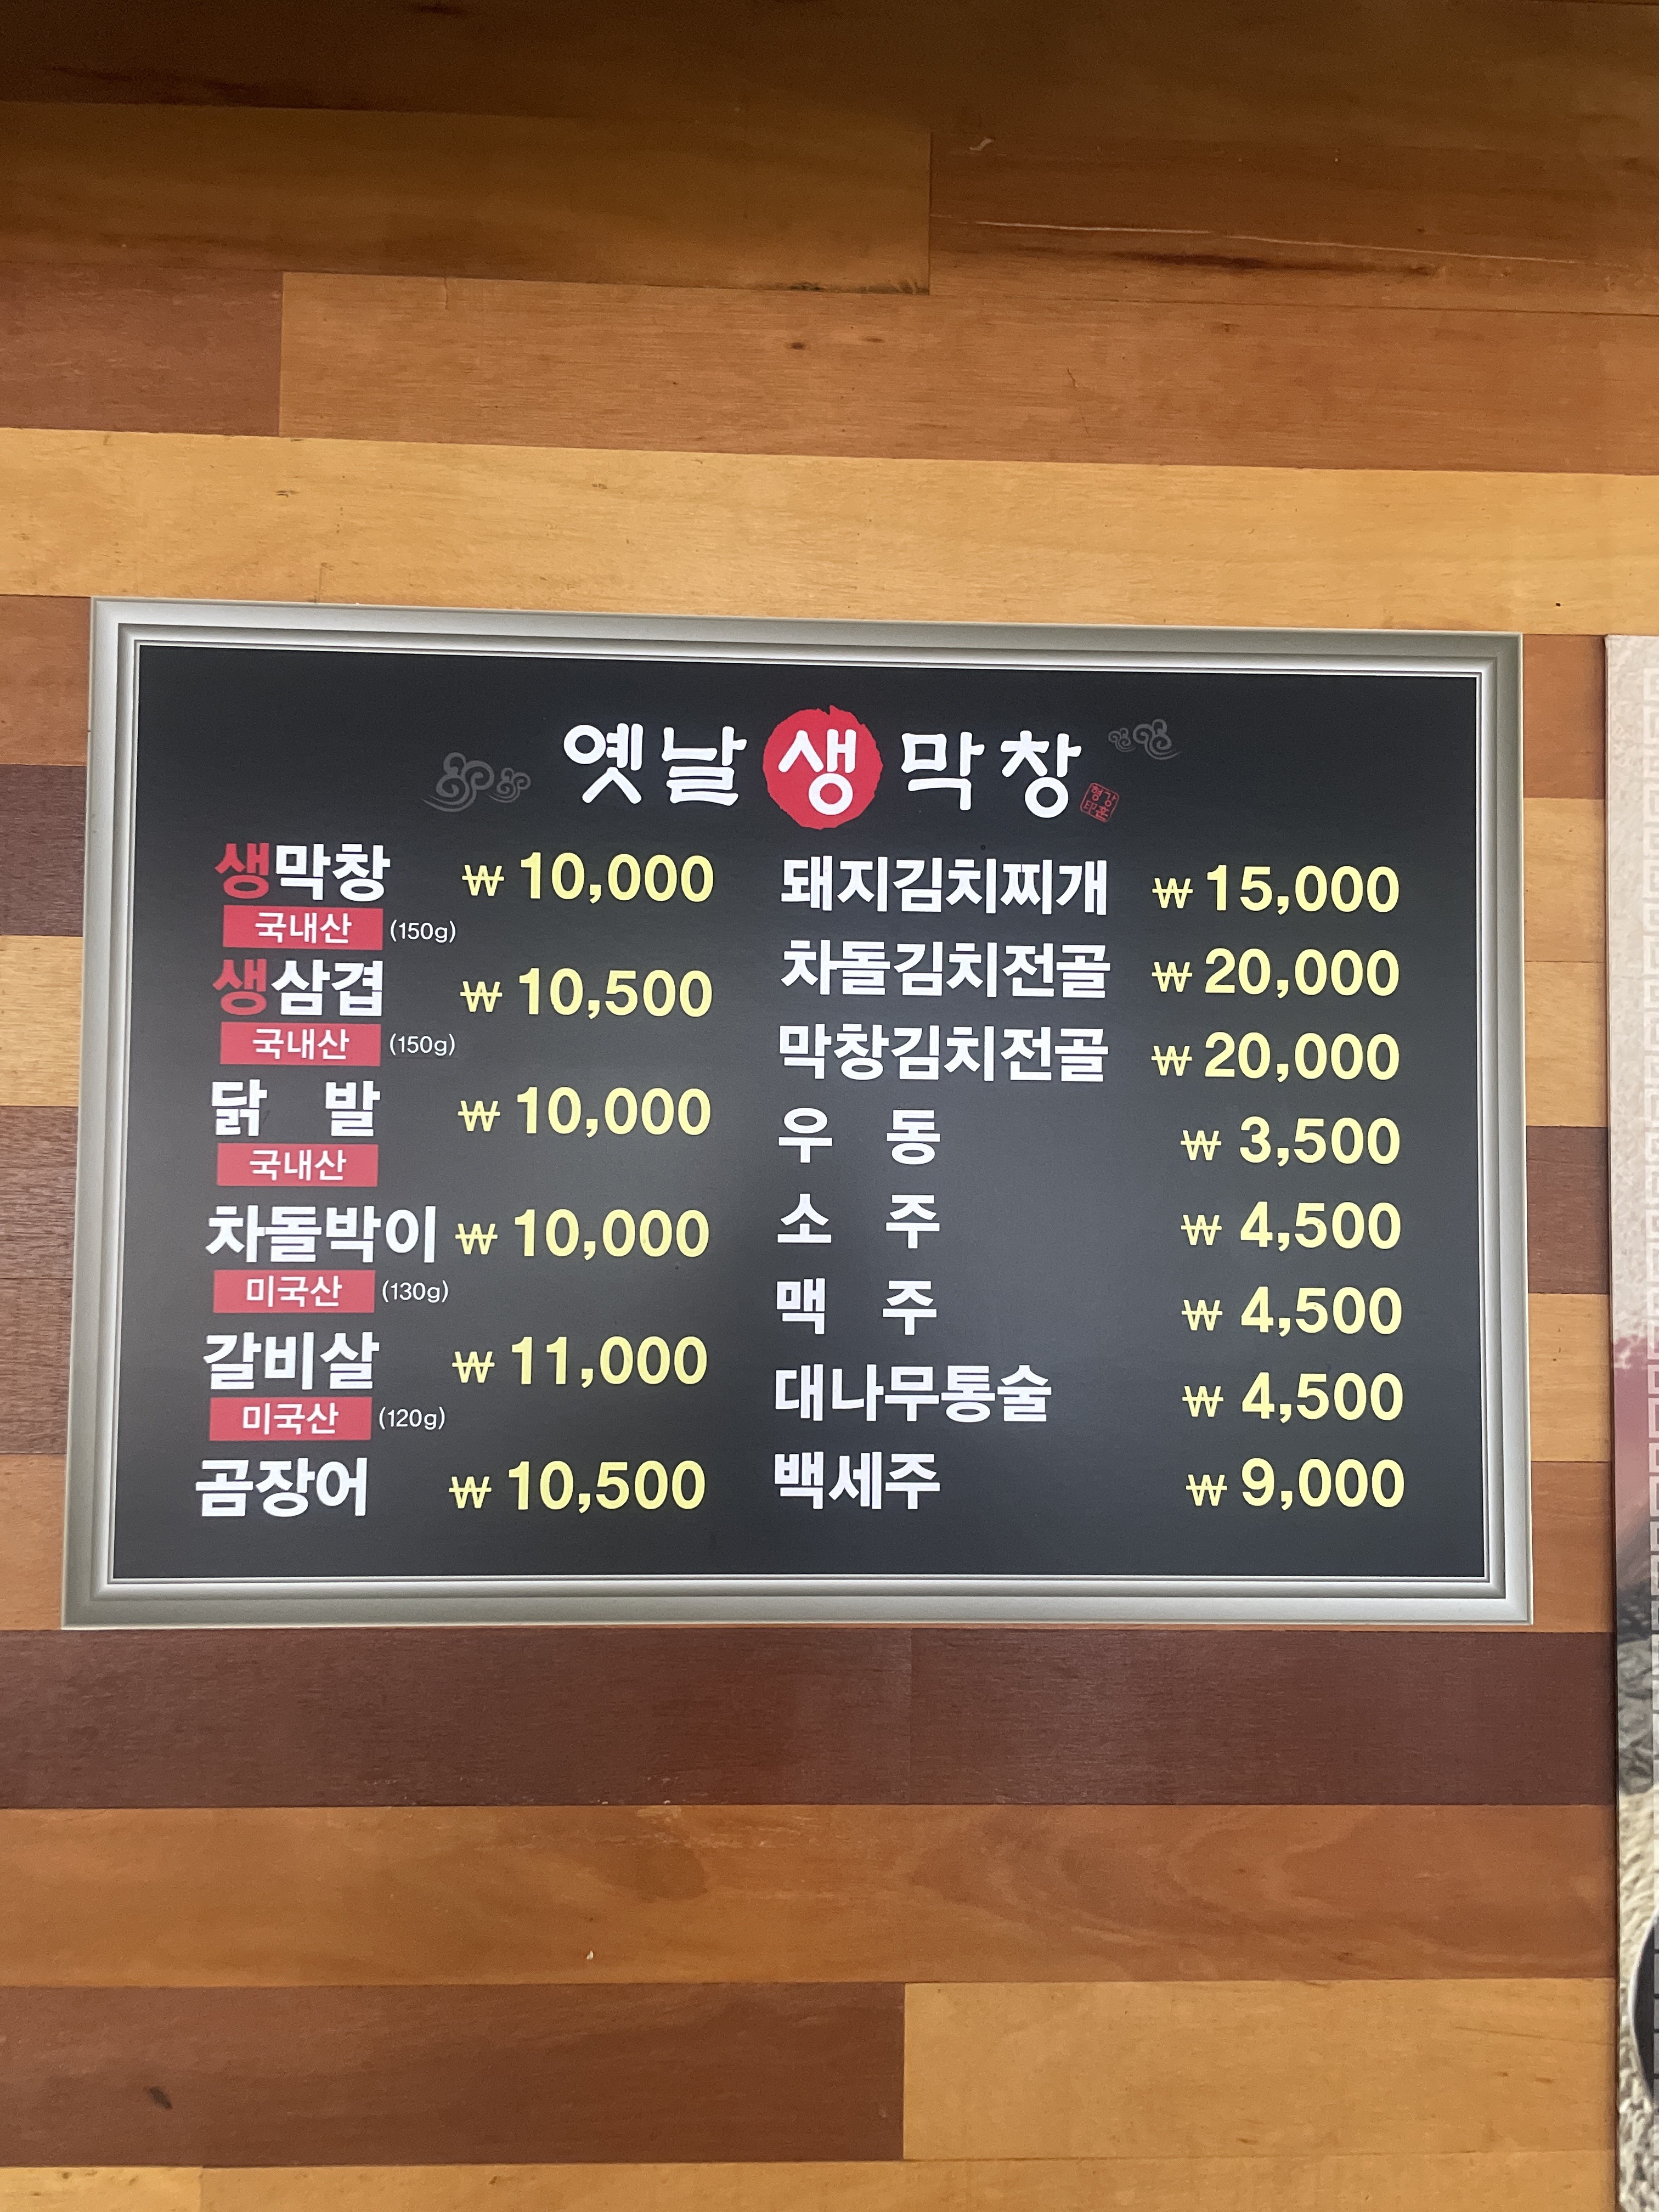 옛날생막창
생막창 ₩10,000
국내산 (150g)
생삼겹 ₩10,500
국내산 (150g)
닭 발 ₩10,000
국내산
차돌박이 ₩10,000
미국산 (130g)
갈비살 ₩11,000
미국산 (120g)
곰장어 ₩10,500
돼지김치찌개 ₩15,000
차돌김치전골 ₩20,000
막창김치전골 ₩20,000
우 동 ₩3,500
소 주 ₩4,500
맥 주 ₩4,500
대나무통술 ₩4,500
백세주 ₩9,000